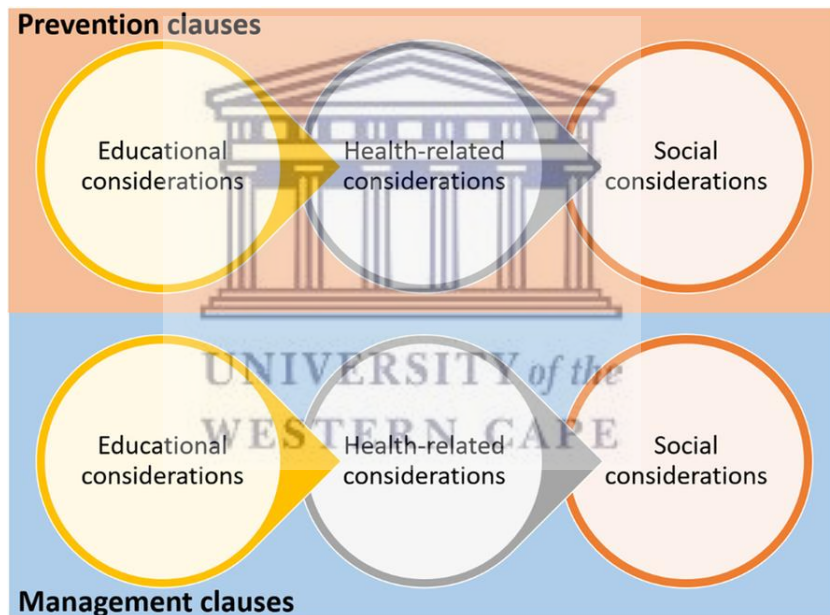 Prevention clauses
Educational
considerations
Health-related
considerations
Social
considerations
UNIVERSITY of the
WESTERN CAPE
Educational
considerations
Health-related
considerations
Social
considerations
Management clauses